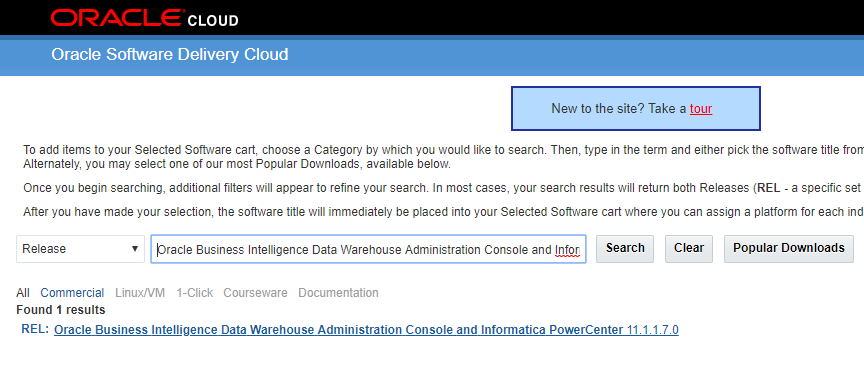 ORACLE CLOUD
Oracle Software Delivery Cloud
New to the site? Take a tour
To add items to your Selected Software cart, choose a Category by which you would like to search. Then, type in the term and either pick the software title from
Alternately, you may select one of our most Popular Downloads, available below.
Once you begin searching, additional filters will appear to refine your search. In most cases, your search results will return both Releases (REL - a specific set
After you have made your selection, the software title will immediately be placed into your Selected Software cart where you can assign a platform for each ind
Release Oracle Business Intelligence Data Warehouse Administration Console and Infor Search Clear Popular Downloads
All Commercial Linux/VM 1-Click Courseware Documentation
Found 1 results
REL: Oracle Business Intelligence Data Warehouse Administration Console and Informatica PowerCenter 11.1.1.7.0